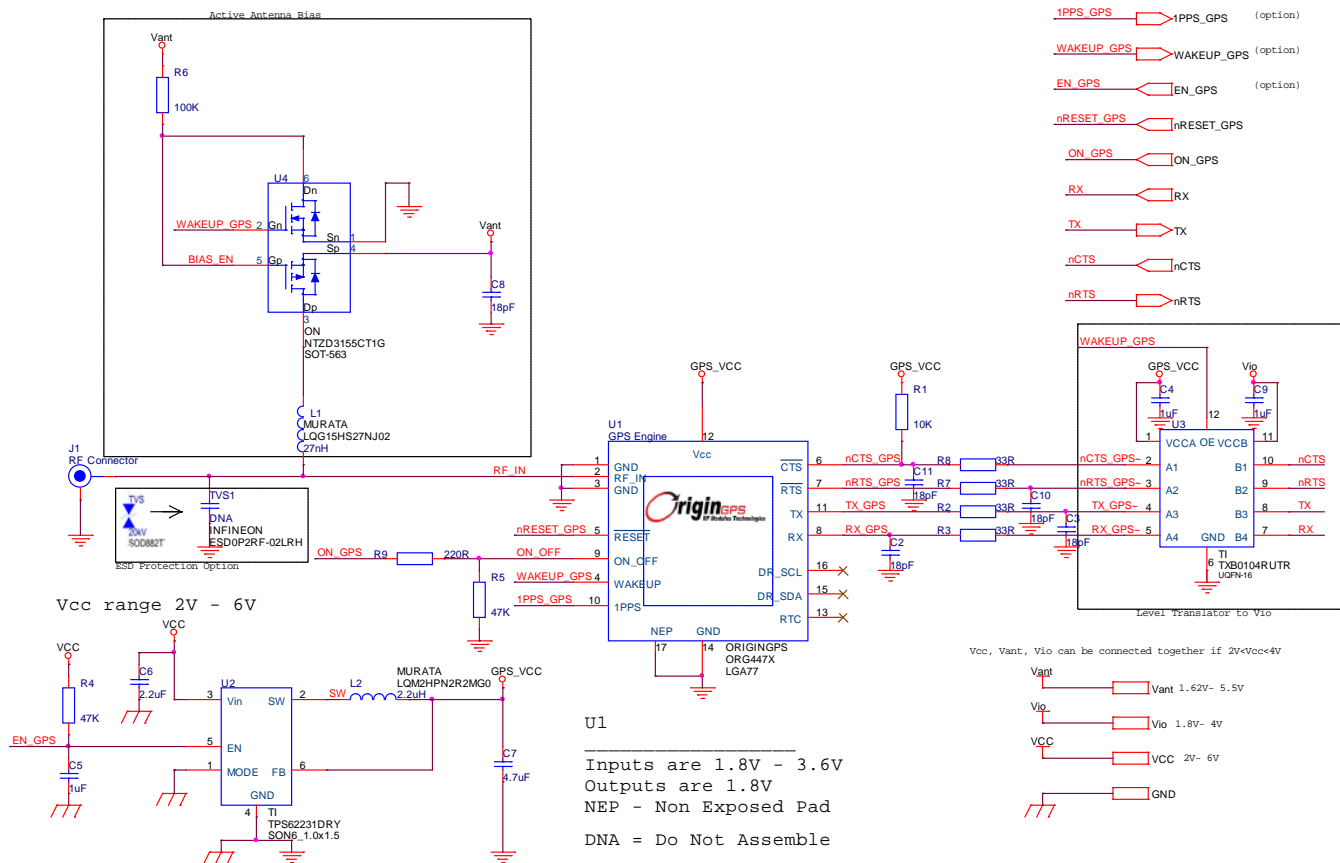 Active Antenna Bias
Vant
R6
100K
U4
6
Dn
WAKEUP_GPS 2 Gn
Sn 1
Sp 4
BIAS_EN 5 Gp
Dp
3
ON
NTZD3155CT1G
SOT-563
Vant
C8
18pF
L1
MURATA
LQG15HS27NJ02
27nH
J1
RF Connector
RF_IN
TVS
20kV
SOD882T
TVS1
DNA
INFINEON
ESD0P2RF-02LRH
ESD Protection Option
1PPS_GPS 1PPS_GPS (option)
WAKEUP_GPS WAKEUP_GPS (option)
EN_GPS EN_GPS (option)
nRESET_GPS nRESET_GPS
ON_GPS ON_GPS
RX RX
TX TX
nCTS nCTS
nRTS nRTS
GPS_VCC
U1
GPS Engine
12
Vcc
1 GND
2 RF_IN
3 GND
nRESET_GPS 5 RESET
ON_GPS R9 220R ON_OFF 9 ON_OFF
R5
47K
WAKEUP_GPS 4 WAKEUP
1PPS_GPS 10 1PPS
OriginGPS
RF Modules Technologies
CTS 6 nCTS_GPS
RTS 7 nRTS_GPS
TX 11 TX_GPS
RX 8 RX_GPS
DR_SCL 16
DR_SDA 15
RTC 13
NEP GND
17 14
ORIGINGPS
ORG447X
LGA77
GPS_VCC
R1
10K
R8 33R
C11
18pF
R7 33R
C10
18pF
R2 33R
C3
18pF
R3 33R
C2
18pF
WAKEUP_GPS
GPS_VCC
C4
1uF
Vio
C9
1uF
12
U3
1 VCCA OE VCCB 11
nCTS_GPS~ 2 A1 B1 10 nCTS
nRTS_GPS~ 3 A2 B2 9 nRTS
TX_GPS~ 4 A3 B3 8 TX
RX_GPS~ 5 A4 B4 7 RX
GND
6
TI
TXB0104RUTR
UQFN-16
Level Translator to Vio
Vcc range 2V - 6V
VCC
R4
47K
EN_GPS
C5
1uF
VCC
C6
2.2uF
U2
3 Vin SW 2
5 EN
1 MODE FB 6
GND
4
TI
TPS62231DRY
SON6_1.0x1.5
SW
L2
MURATA
LQM2HPN2R2MG0
2.2uH
GPS_VCC
C7
4.7uF
U1
Inputs are 1.8V - 3.6V
Outputs are 1.8V
NEP - Non Exposed Pad
DNA = Do Not Assemble
Vcc, Vant, Vio can be connected together if 2V<Vcc<4V
Vant Vant 1.62V- 5.5V
Vio Vio 1.8V- 4V
VCC VCC 2V- 6V
GND